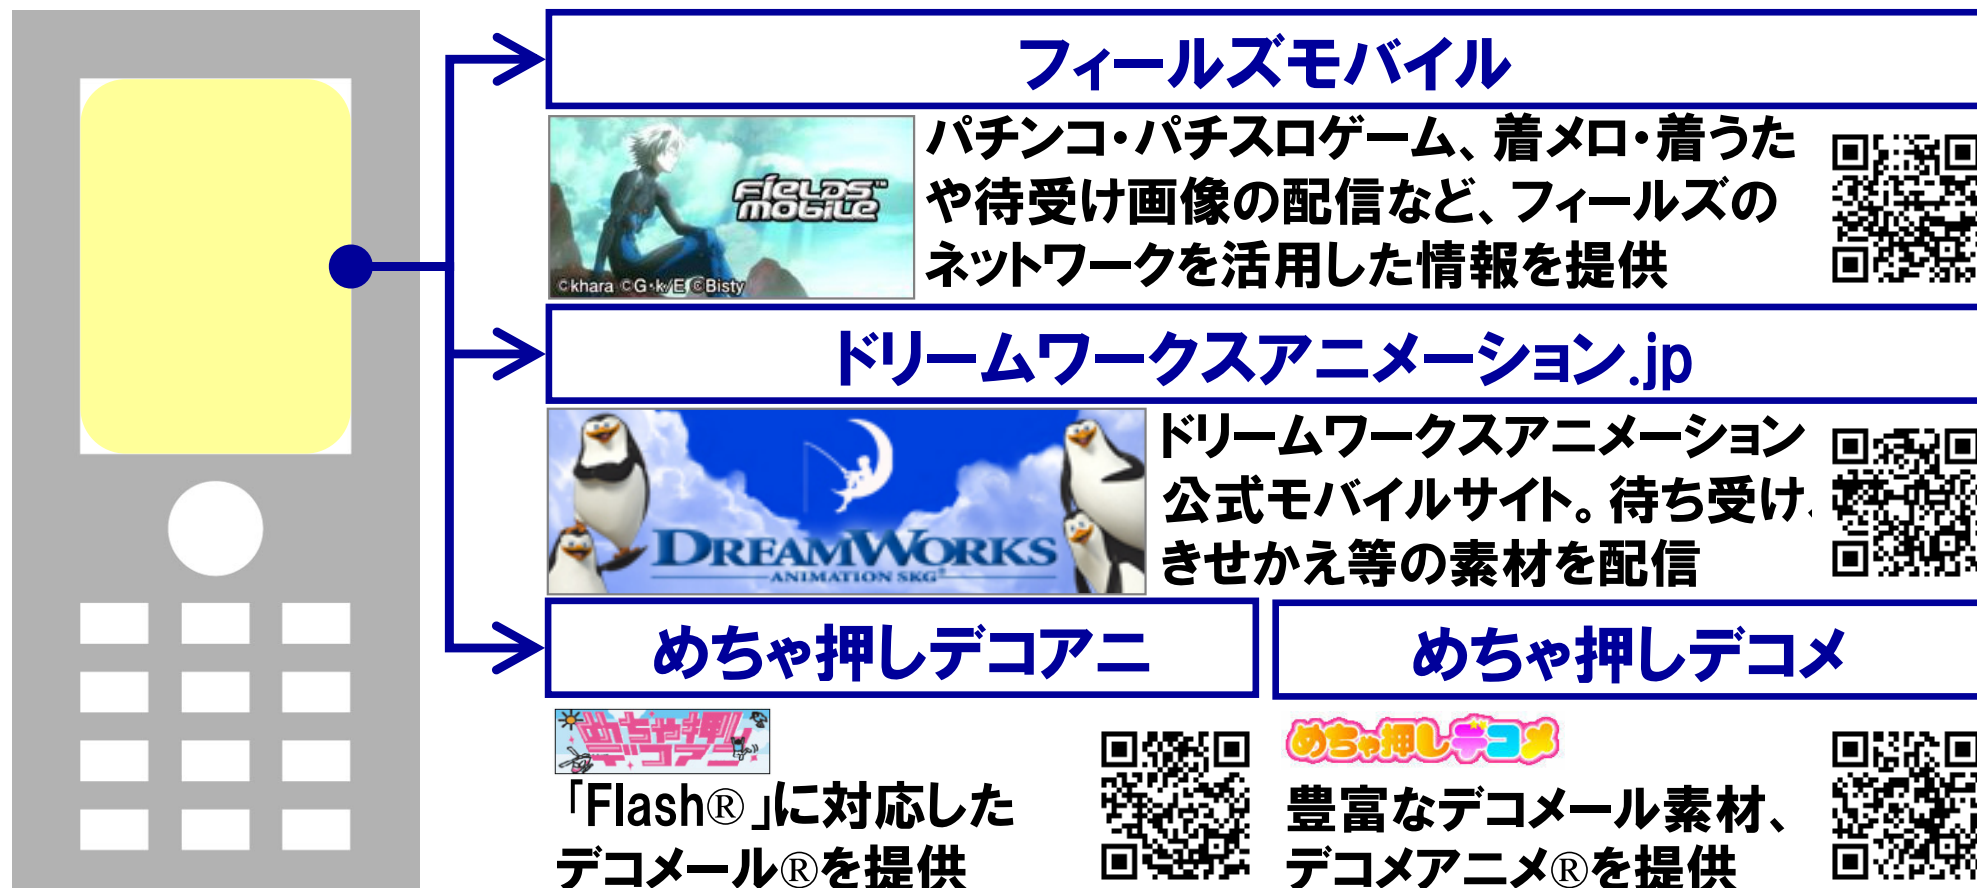 フィールズモバイル
FIELDS™
MOBILE
©khara ©G・k/E ©Bisty
パチンコ・パチスロゲーム、着メロ・着うた
や待受け画像の配信など、フィールズの
ネットワークを活用した情報を提供
ドリームワークスアニメーション.jp
DREAMWORKS
ANIMATION SKG®
ドリームワークスアニメーション
公式モバイルサイト。待ち受け、
きせかえ等の素材を配信
めちゃ押しデコアニ
めちゃ押し
デコアニ
「Flash®」に対応した
デコメール®を提供
めちゃ押しデコメ
めちゃ押しデコメ
豊富なデコメール素材、
デコメアニメ®を提供